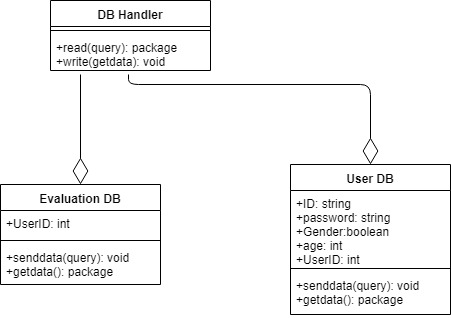 DB Handler
+read(query): package
+write(getdata): void
Evaluation DB
+UserID: int
+senddata(query): void
+getdata(): package
User DB
+ID: string
+password: string
+Gender:boolean
+age: int
+UserID: int
+senddata(query): void
+getdata(): package